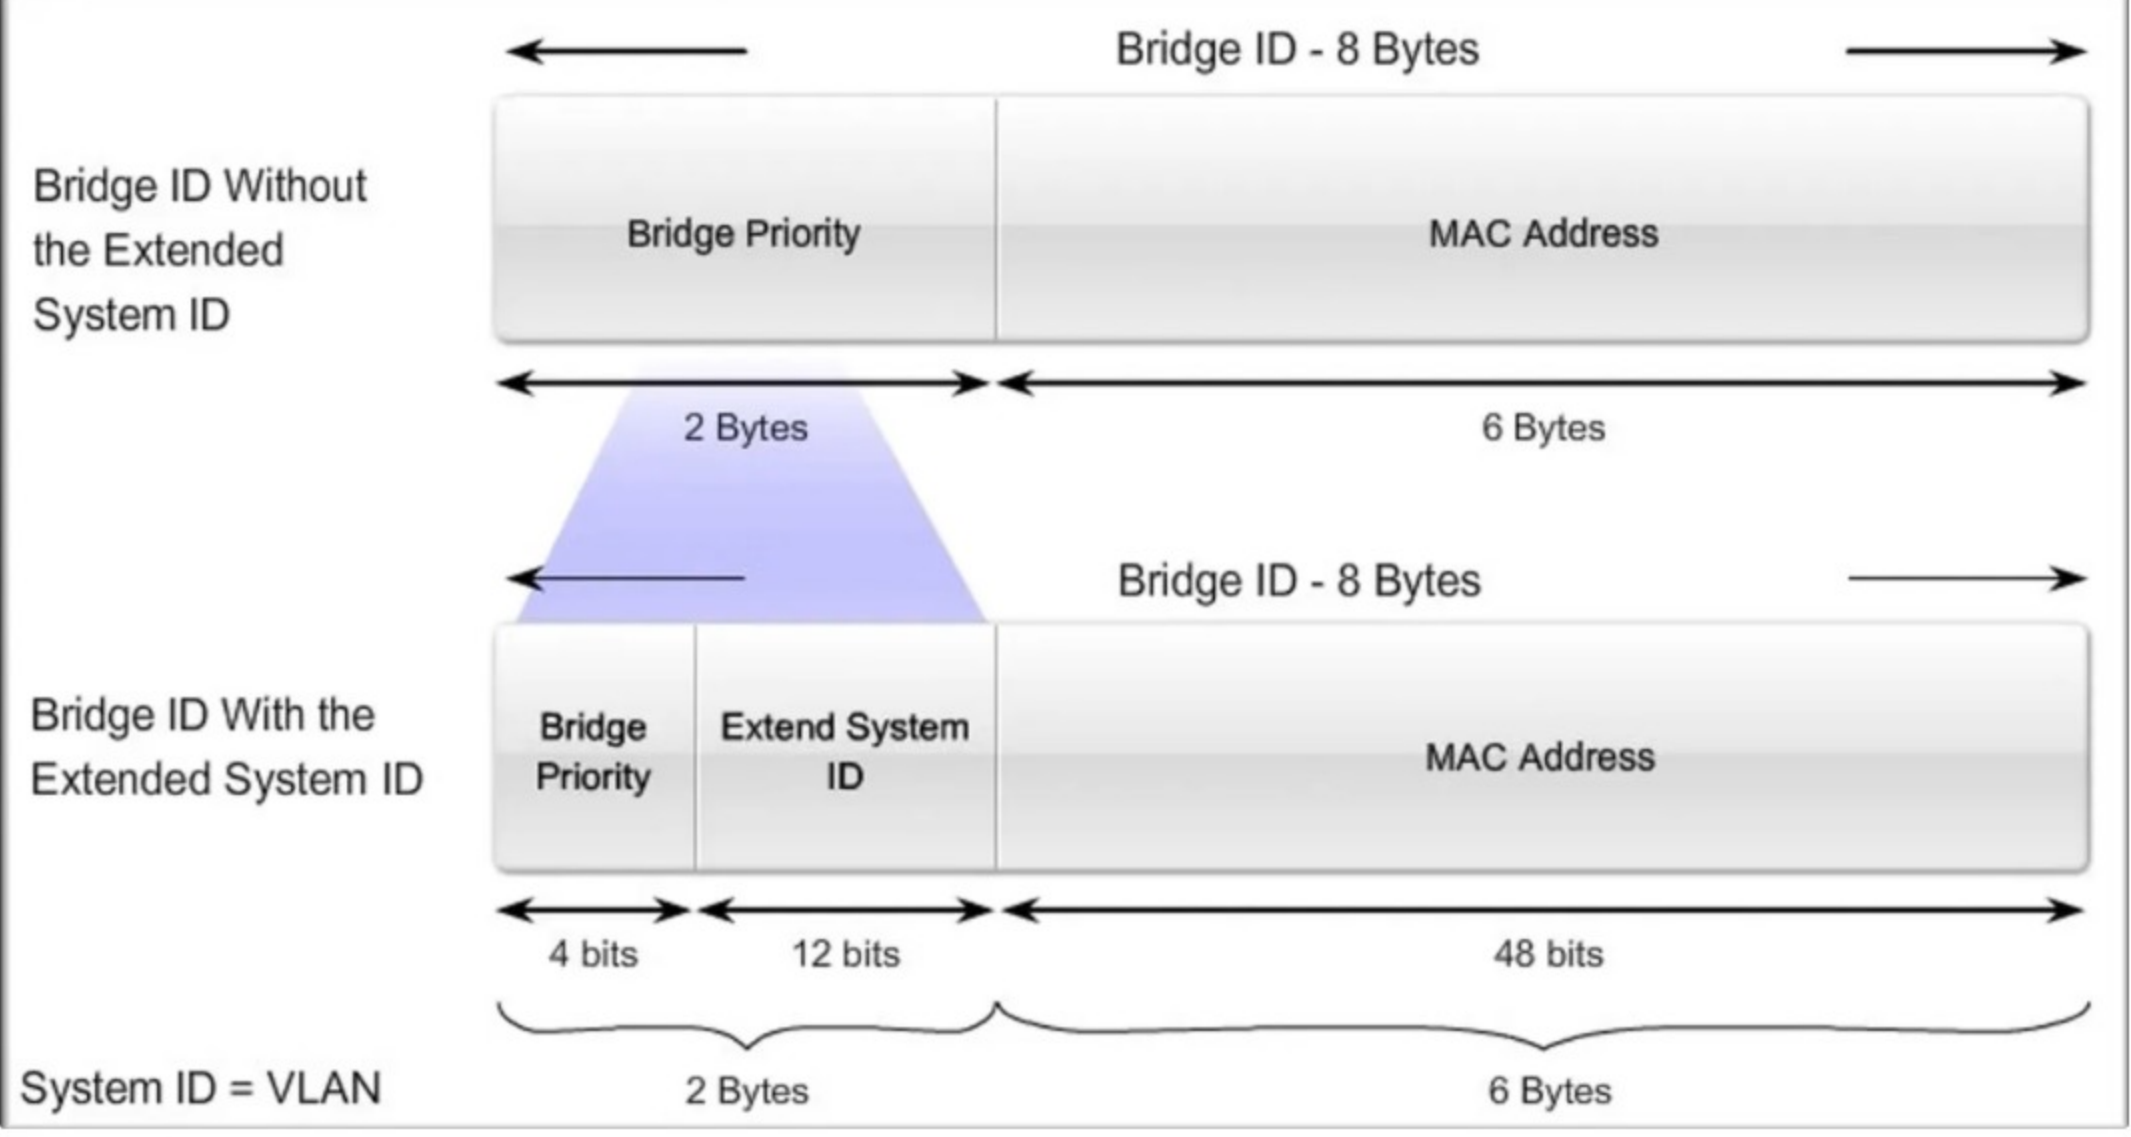 Bridge ID - 8 Bytes
Bridge ID Without
the Extended
System ID
Bridge Priority
MAC Address
2 Bytes
6 Bytes
Bridge ID - 8 Bytes
Bridge ID With the
Extended System ID
Bridge
Priority
Extend System
ID
MAC Address
4 bits
12 bits
48 bits
System ID = VLAN
2 Bytes
6 Bytes